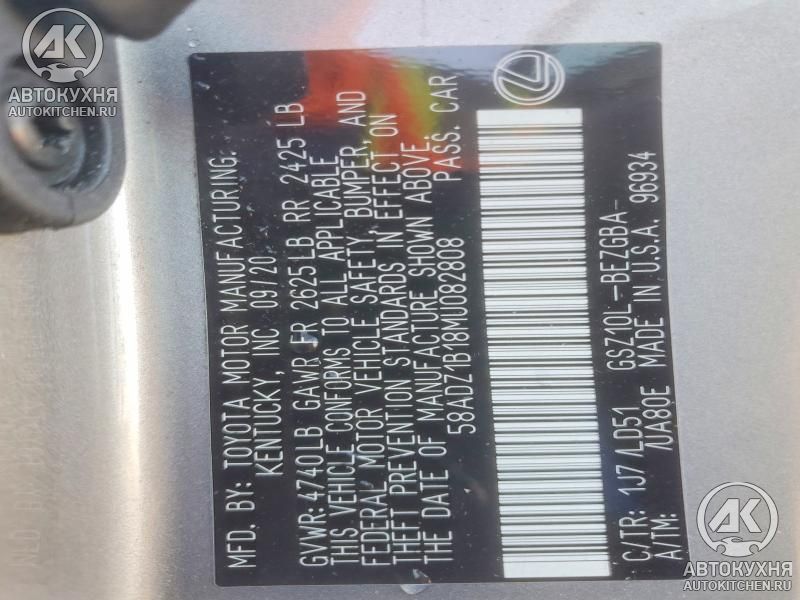 MFD. BY: TOYOTA MOTOR MANUFACTURING.
KENTUCKY, INC 09/20
GVWR: 4740LB GAWR FR 2625LB RR 2425 LB
THIS VEHICLE CONFORMS TO ALL APPLICABLE
FEDERAL MOTOR VEHICLE SAFETY, BUMPER, AND
THEFT PREVENTION STANDARDS IN EFFECT ON
THE DATE OF MANUFACTURE SHOWN ABOVE.
58ADZ1B18MU082808 PASS. CAR
C/TR: 1J7 /LD51 GSZ10L-BEZGBA-
A/TM: /UA80E MADE IN U.S.A. 96934
АК
АВТОКУХНЯ
AUTOKITCHEN.RU
АК
АВТОКУХНЯ
AUTOKITCHEN.RU